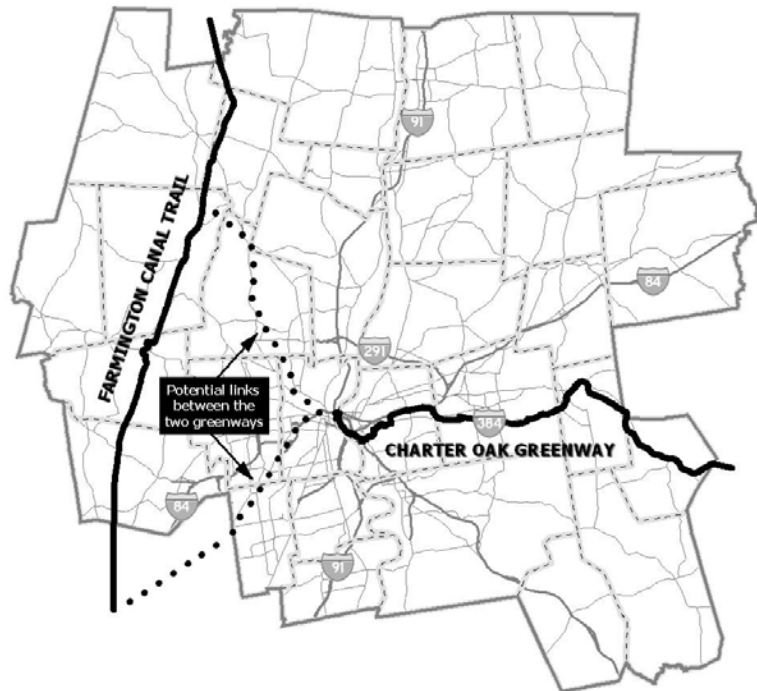 91
FARMINGTON CANAL TRAIL
84
291
Potential links
between the
two greenways
384
CHARTER OAK GREENWAY
84
91